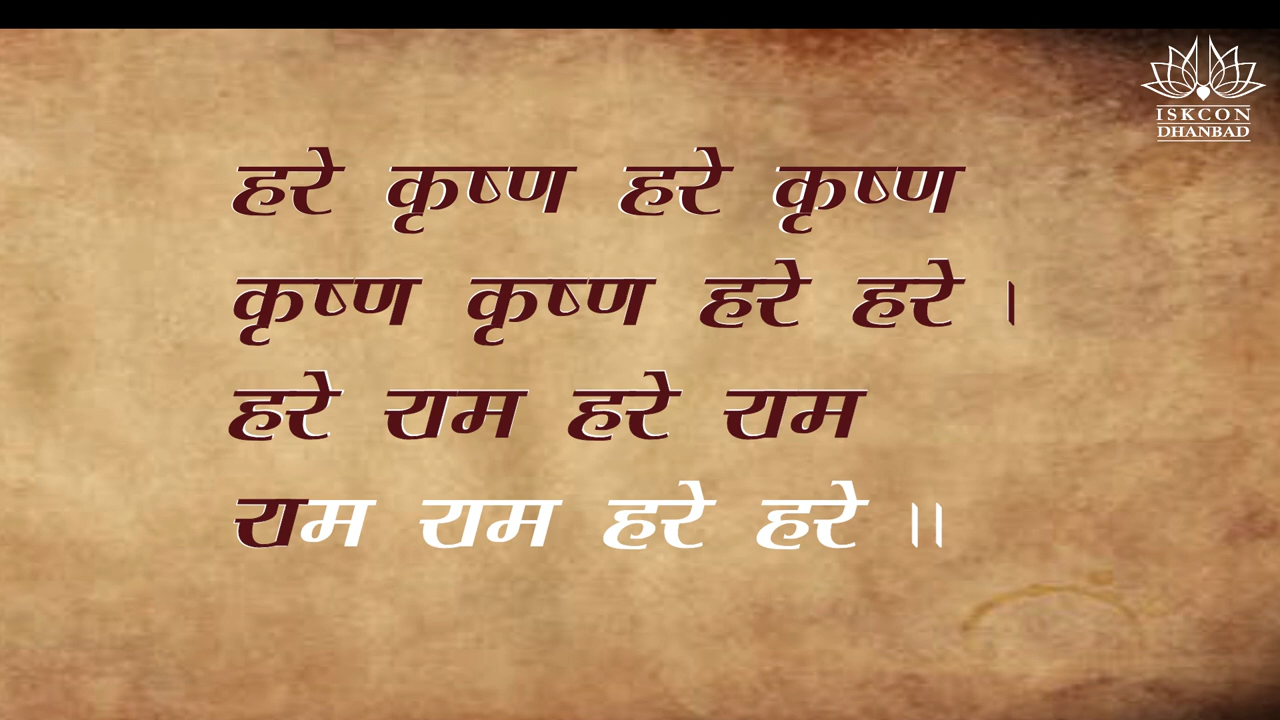 ISKCON
DHANBAD
हरे कृष्ण हरे कृष्ण
कृष्ण कृष्ण हरे हरे ।
हरे राम हरे राम
राम राम हरे हरे ॥